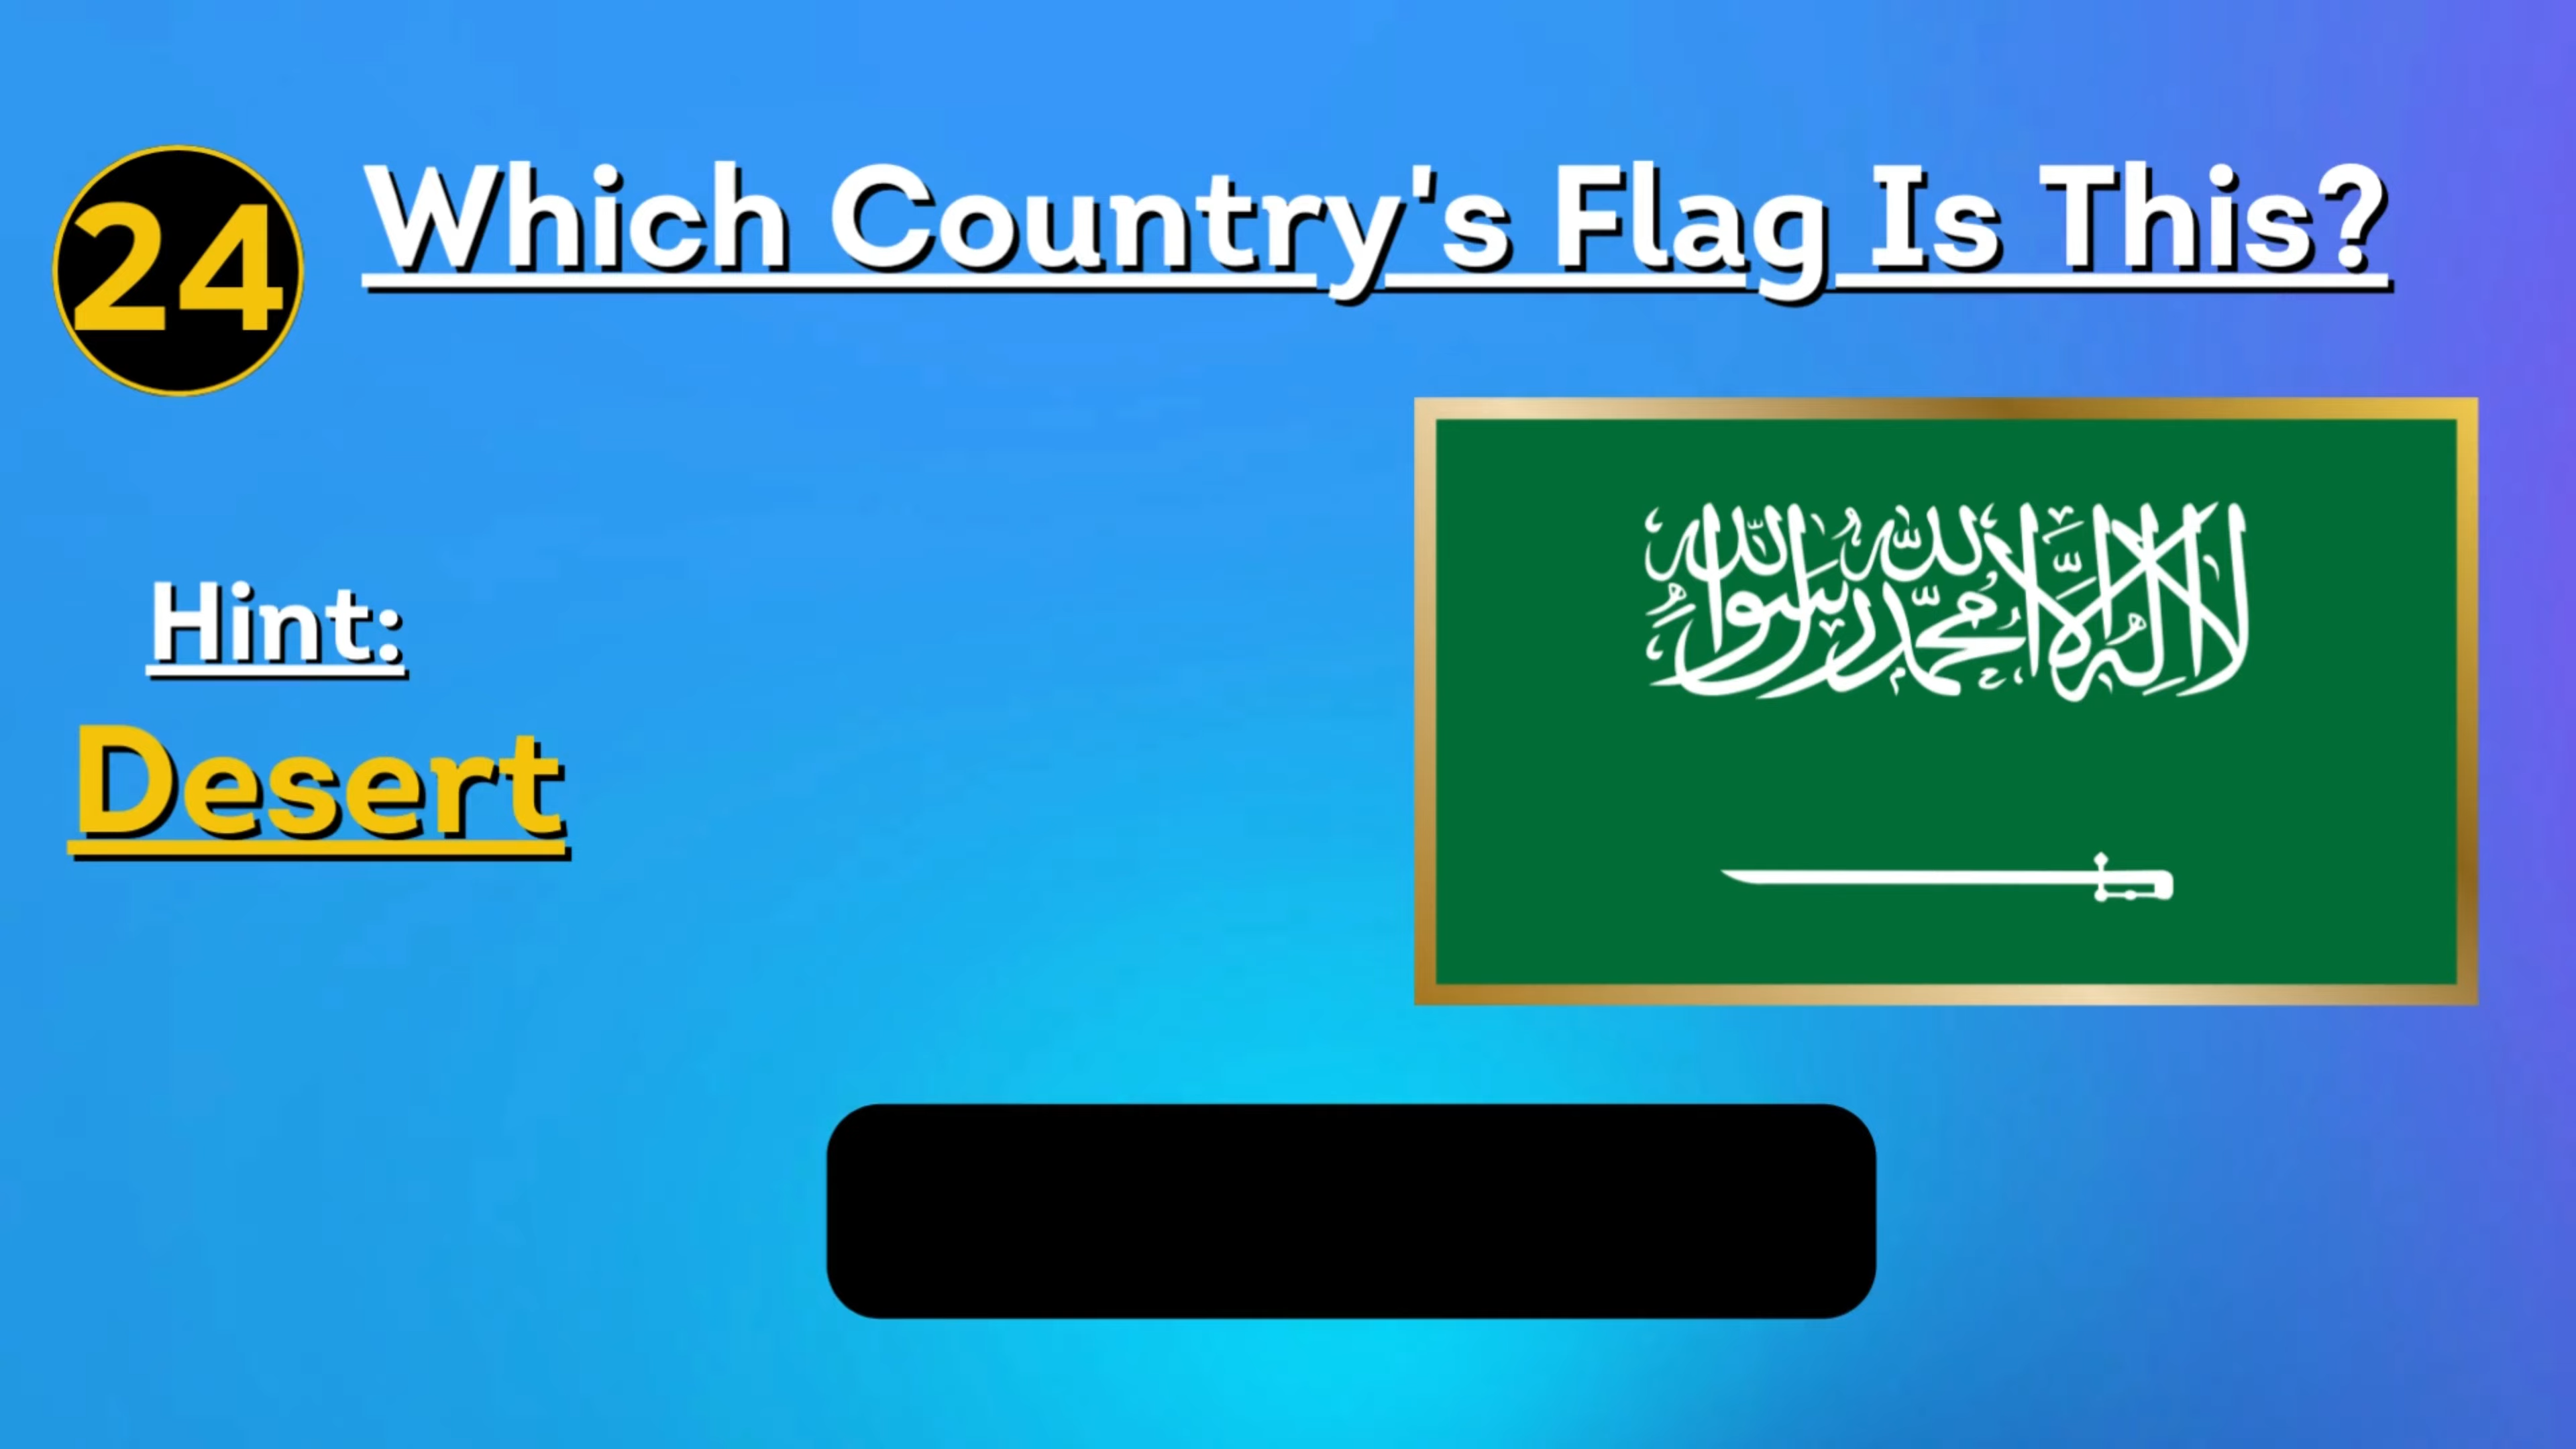 24
Which Country's Flag Is This?
Hint:
Desert
لا إله إلا الله محمد رسول الله